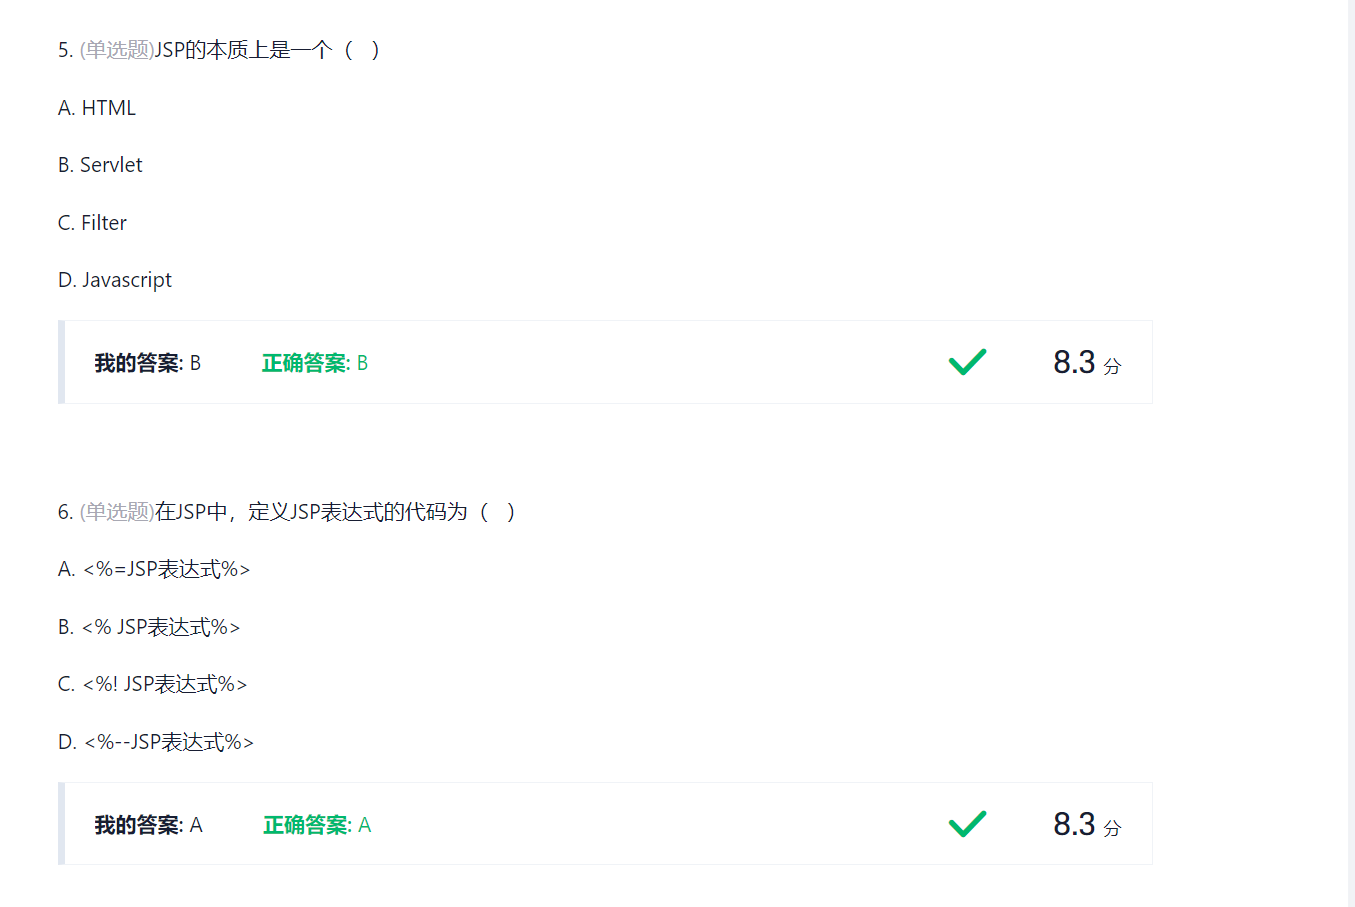 5. (单选题)JSP的本质上是一个（ ）
A. HTML
B. Servlet
C. Filter
D. Javascript
我的答案: B 正确答案: B 8.3 分
6. (单选题)在JSP中，定义JSP表达式的代码为（ ）
A. <%=JSP表达式%>
B. <% JSP表达式%>
C. <%! JSP表达式%>
D. <%--JSP表达式%>
我的答案: A 正确答案: A 8.3 分